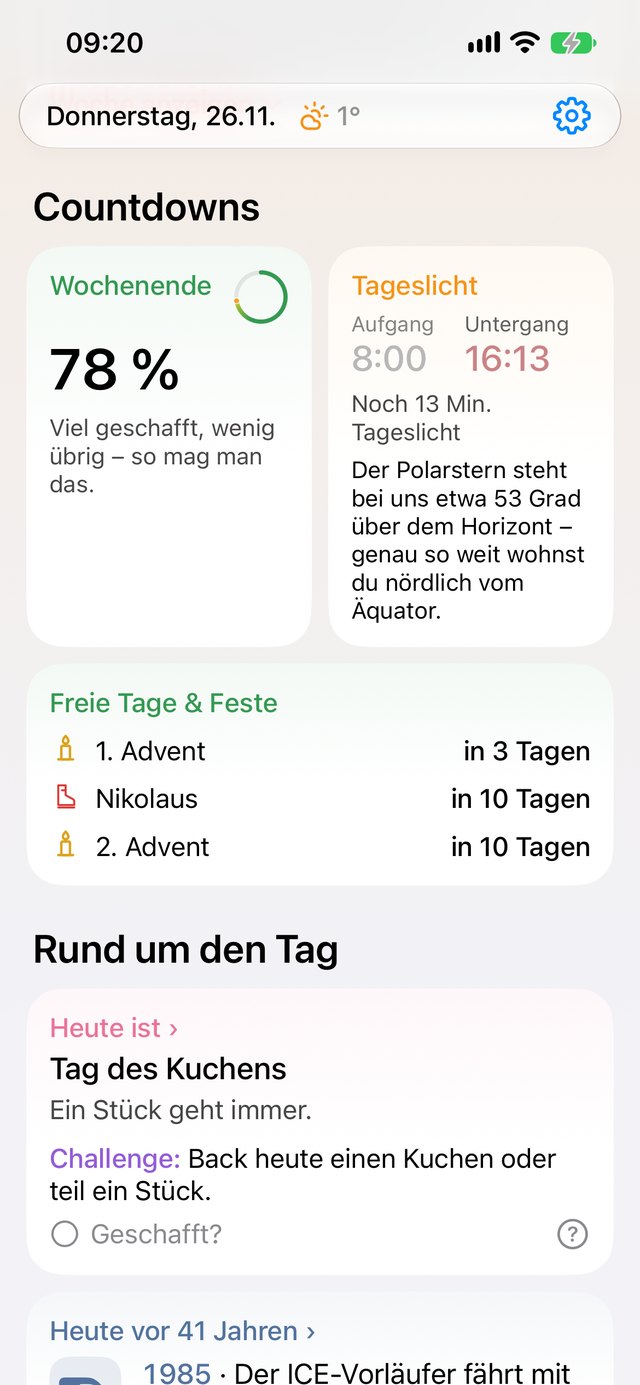 09:20
Donnerstag, 26.11. 1°
Countdowns
Wochenende
78 %
Viel geschafft, wenig
übrig – so mag man
das.
Tageslicht
Aufgang Untergang
8:00 16:13
Noch 13 Min.
Tageslicht
Der Polarstern steht
bei uns etwa 53 Grad
über dem Horizont –
genau so weit wohnst
du nördlich vom
Äquator.
Freie Tage & Feste
1. Advent in 3 Tagen
Nikolaus in 10 Tagen
2. Advent in 10 Tagen
Rund um den Tag
Heute ist ›
Tag des Kuchens
Ein Stück geht immer.
Challenge: Back heute einen Kuchen oder
teil ein Stück.
Geschafft? ?
Heute vor 41 Jahren ›
1985 · Der ICE-Vorläufer fährt mit